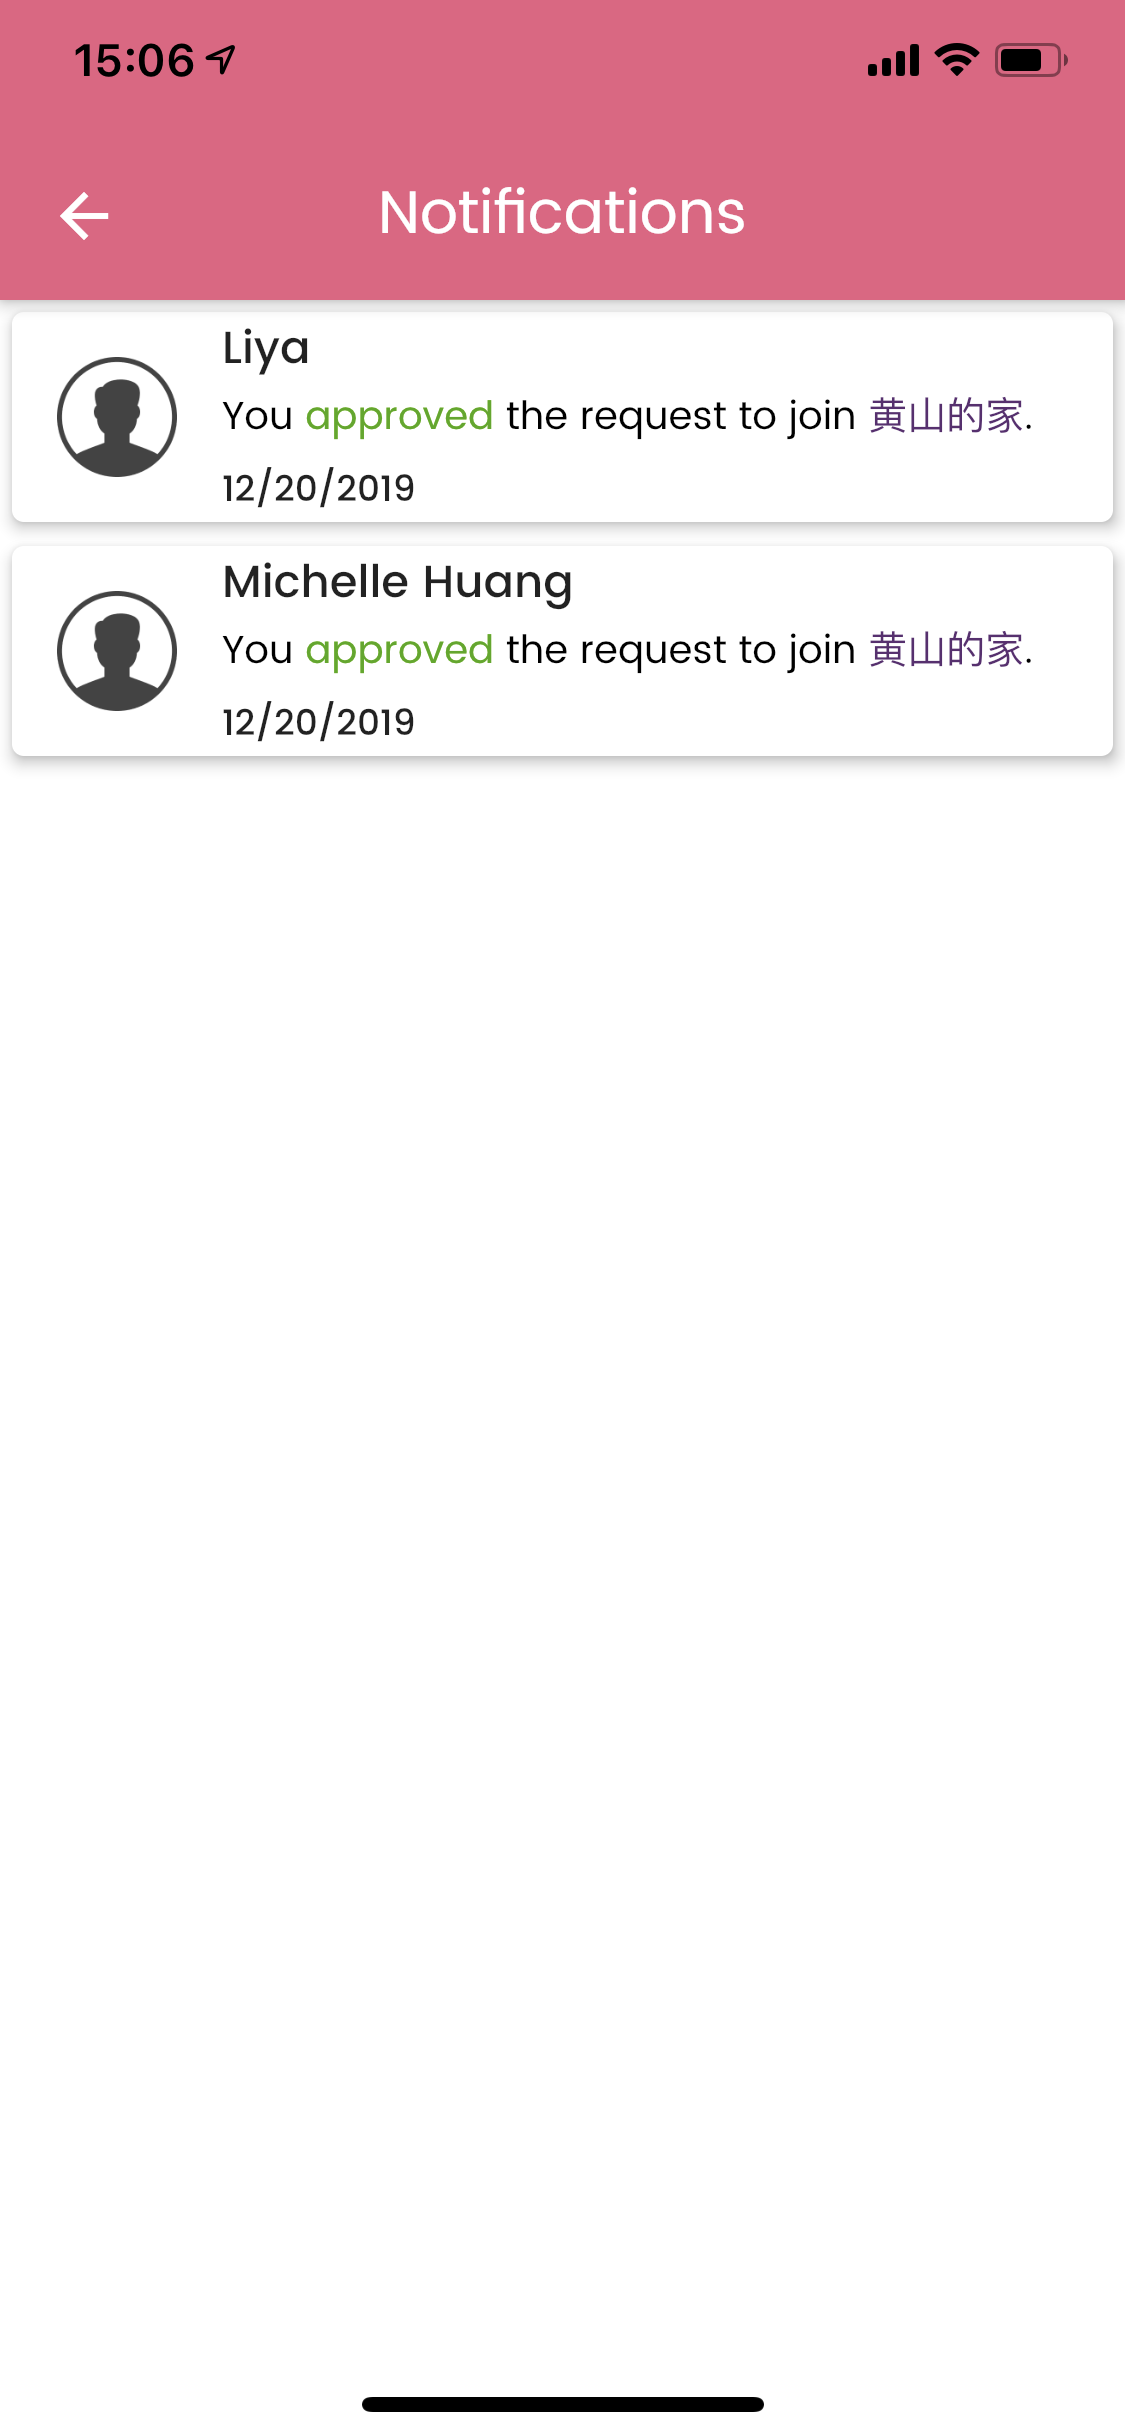 15:06
Notifications
Liya
You approved the request to join 黄山的家.
12/20/2019
Michelle Huang
You approved the request to join 黄山的家.
12/20/2019